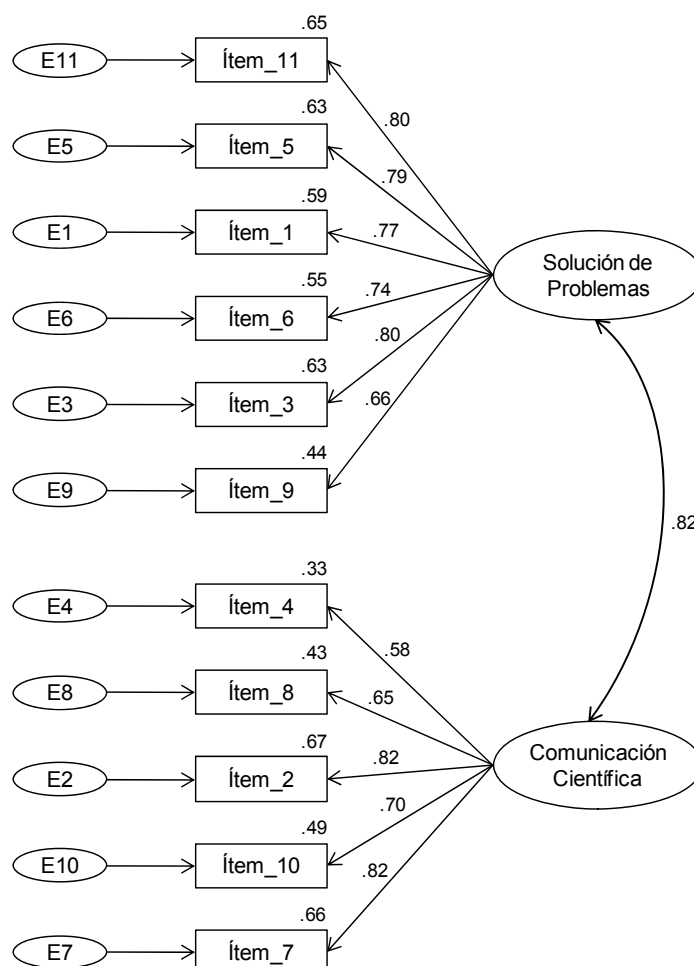 .65
E11 Ítem_11
.80
.63
E5 Ítem_5
.79
.59
E1 Ítem_1
.77
.55
E6 Ítem_6
.74
.63
E3 Ítem_3
.80
.44
E9 Ítem_9
.66
Solución de
Problemas
.82
.33
E4 Ítem_4
.58
.43
E8 Ítem_8
.65
.67
E2 Ítem_2
.82
.49
E10 Ítem_10
.70
.66
E7 Ítem_7
.82
Comunicación
Científica